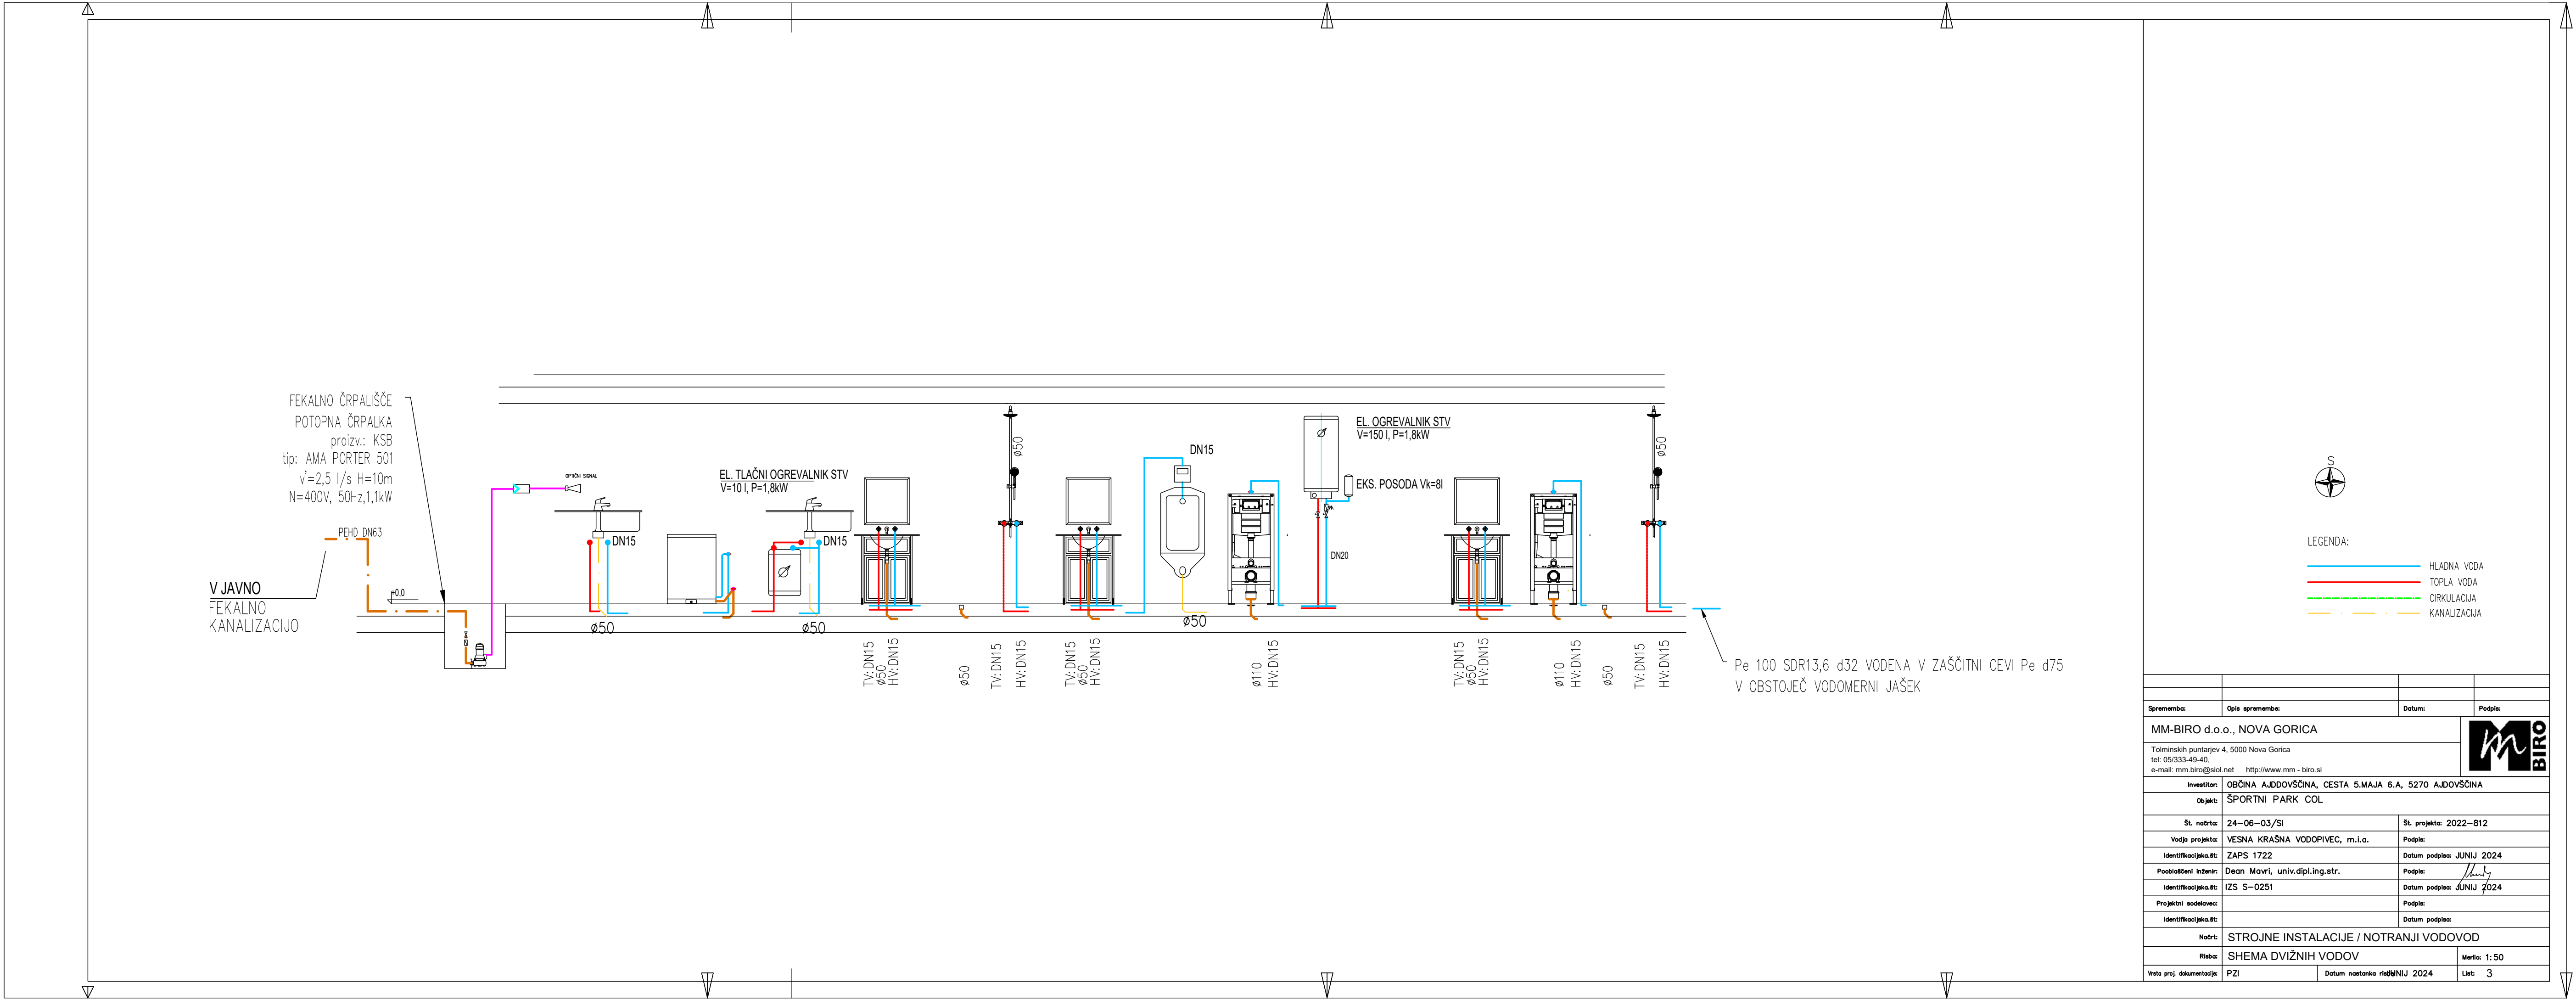 FEKALNO ČRPALIŠČE
POTOPNA ČRPALKA
proizv.: KSB
tip: AMA PORTER 501
v'=2,5 l/s H=10m
N=400V, 50Hz,1,1kW
PEHD DN63
V JAVNO
FEKALNO
KANALIZACIJO
+0,0
OPTIČNI SIGNAL
DN15
Ø50
EL. TLAČNI OGREVALNIK STV
V=10 l, P=1,8kW
DN15
Ø50
TV:DN15
Ø50
HV:DN15
Ø50
Ø50
TV:DN15
HV:DN15
TV:DN15
Ø50
HV:DN15
DN15
Ø50
Ø110
HV:DN15
EL. OGREVALNIK STV
V=150 l, P=1,8kW
EKS. POSODA Vk=8l
DN20
TV:DN15
Ø50
HV:DN15
Ø110
HV:DN15
Ø50
Ø50
TV:DN15
HV:DN15
Pe 100 SDR13,6 d32 VODENA V ZAŠČITNI CEVI Pe d75
V OBSTOJEČ VODOMERNI JAŠEK
S
LEGENDA:
HLADNA VODA
TOPLA VODA
CIRKULACIJA
KANALIZACIJA
Sprememba: Opis spremembe: Datum: Podpis:
MM-BIRO d.o.o., NOVA GORICA
Tolminskih puntarjev 4, 5000 Nova Gorica
tel: 05/333-49-40,
e-mail: mm.biro@siol.net http://www.mm - biro.si
M m BIRO
Investitor: OBČINA AJDDOVŠČINA, CESTA 5.MAJA 6.A, 5270 AJDOVŠČINA
Objekt: ŠPORTNI PARK COL
Št. načrta: 24-06-03/SI Št. projekta: 2022-812
Vodja projekta: VESNA KRAŠNA VODOPIVEC, m.i.a. Podpis:
Identifikacijska.št: ZAPS 1722 Datum podpisa: JUNIJ 2024
Pooblaščeni inženir: Dean Mavri, univ.dipl.ing.str. Podpis:
Identifikacijska.št: IZS S-0251 Datum podpisa: JUNIJ 2024
Projektni sodelavec: Podpis:
Identifikacijska.št: Datum podpisa:
Načrt: STROJNE INSTALACIJE / NOTRANJI VODOVOD
Risba: SHEMA DVIŽNIH VODOV Merilo: 1:50
Vrsta proj. dokumentacije: PZI Datum nastanka risbe: JUNIJ 2024 List: 3